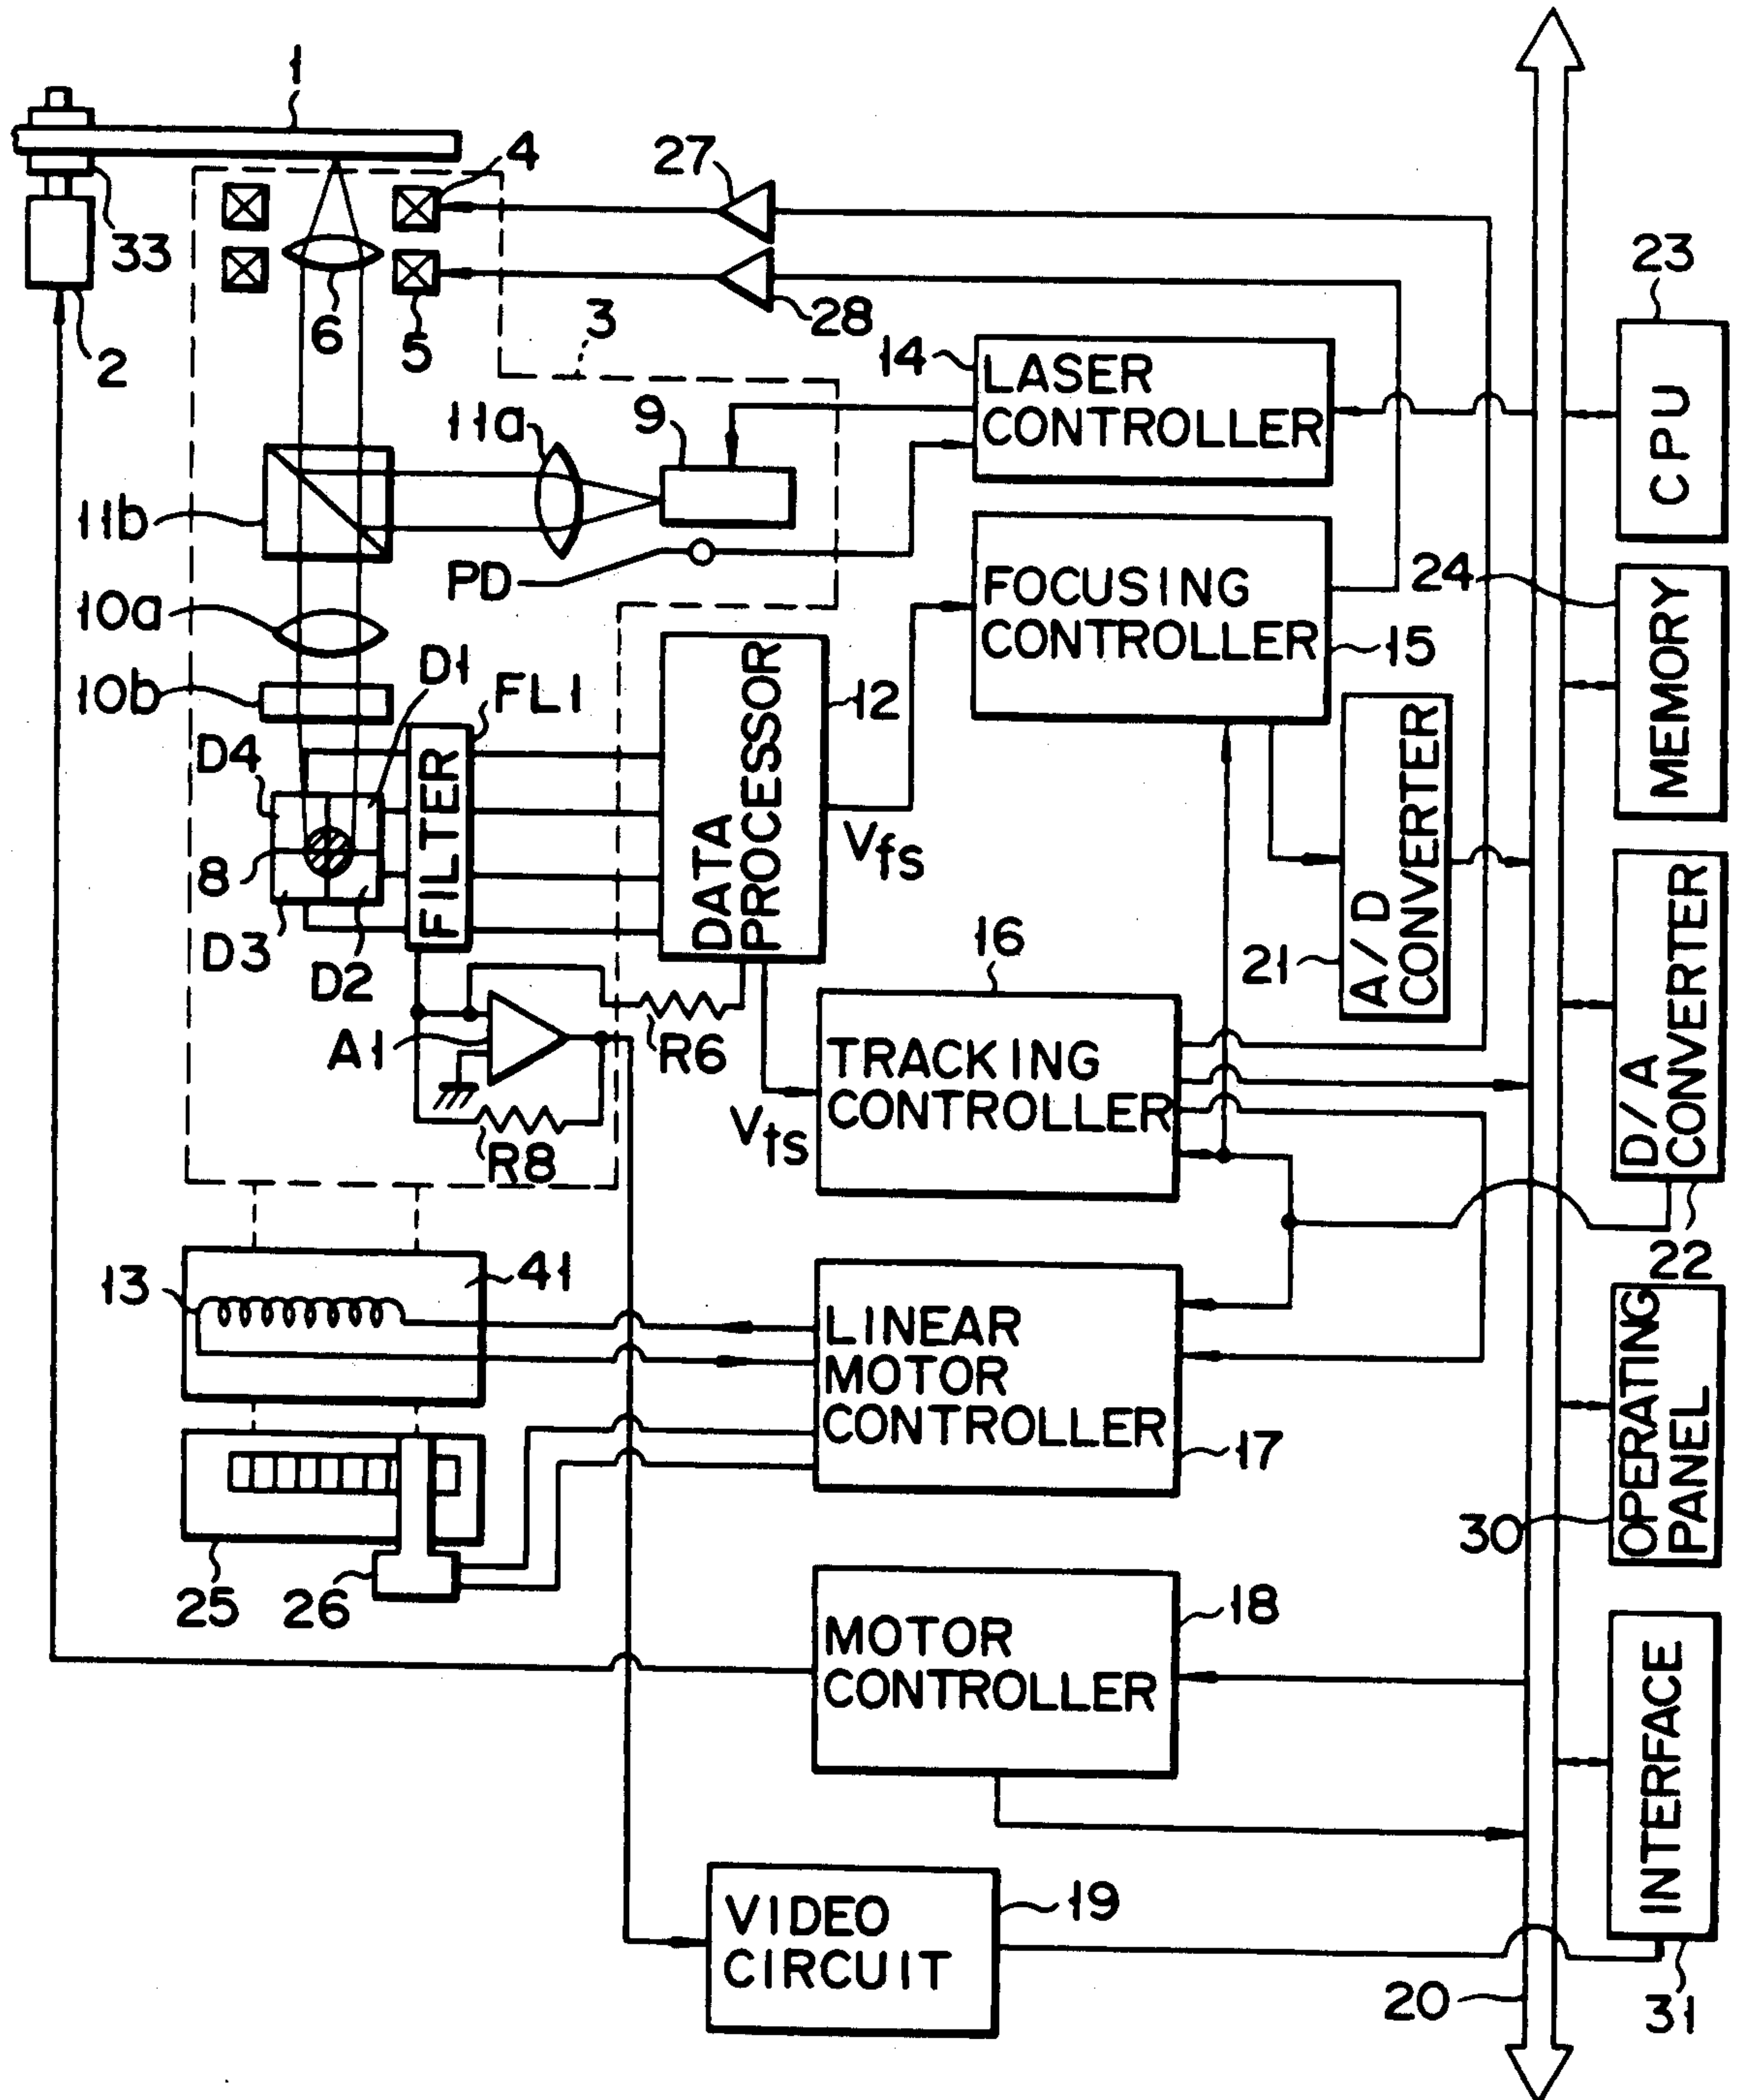 1
4
27
33
6
5
28
3
2
23
14
LASER
CONTROLLER
CPU
11a
9
11b
PD
FOCUSING
CONTROLLER
15
24
MEMORY
10a
10b
D1
FL1
D4
FILTER
12
DATA
PROCESSOR
Vfs
8
D3
D2
A/D
CONVERTER
21
16
D/A
CONVERTER
22
A1
R6
R8
Vts
TRACKING
CONTROLLER
13
41
LINEAR
MOTOR
CONTROLLER
17
OPERATING
PANEL
30
25
26
18
MOTOR
CONTROLLER
INTERFACE
VIDEO
CIRCUIT
19
20
31